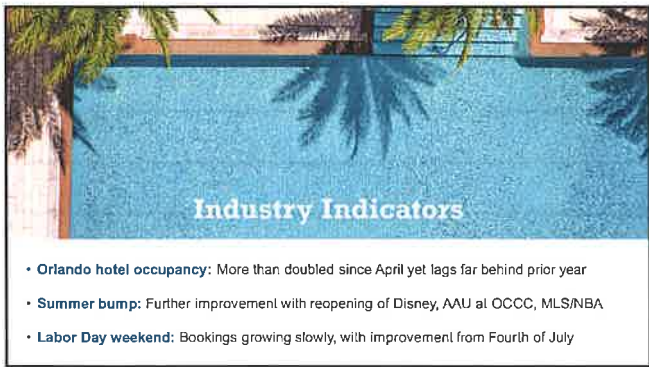 Industry Indicators
• Orlando hotel occupancy: More than doubled since April yet lags far behind prior year
• Summer bump: Further improvement with reopening of Disney, AAU at OCCC, MLS/NBA
• Labor Day weekend: Bookings growing slowly, with improvement from Fourth of July